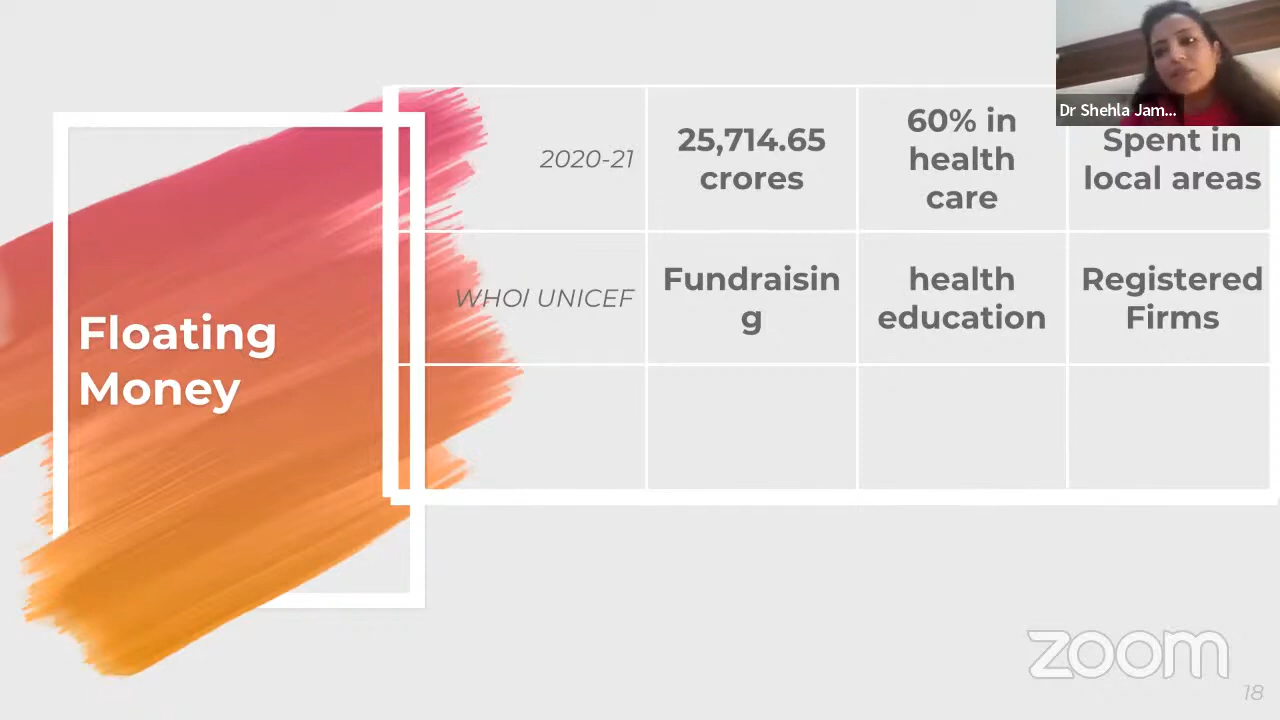 Dr Shehla Jam...
2020-21
25,714.65
crores
60% in
health
care
Spent in
local areas
WHOl UNICEF
Fundraisin
g
health
education
Registered
Firms
Floating
Money
zoom
18